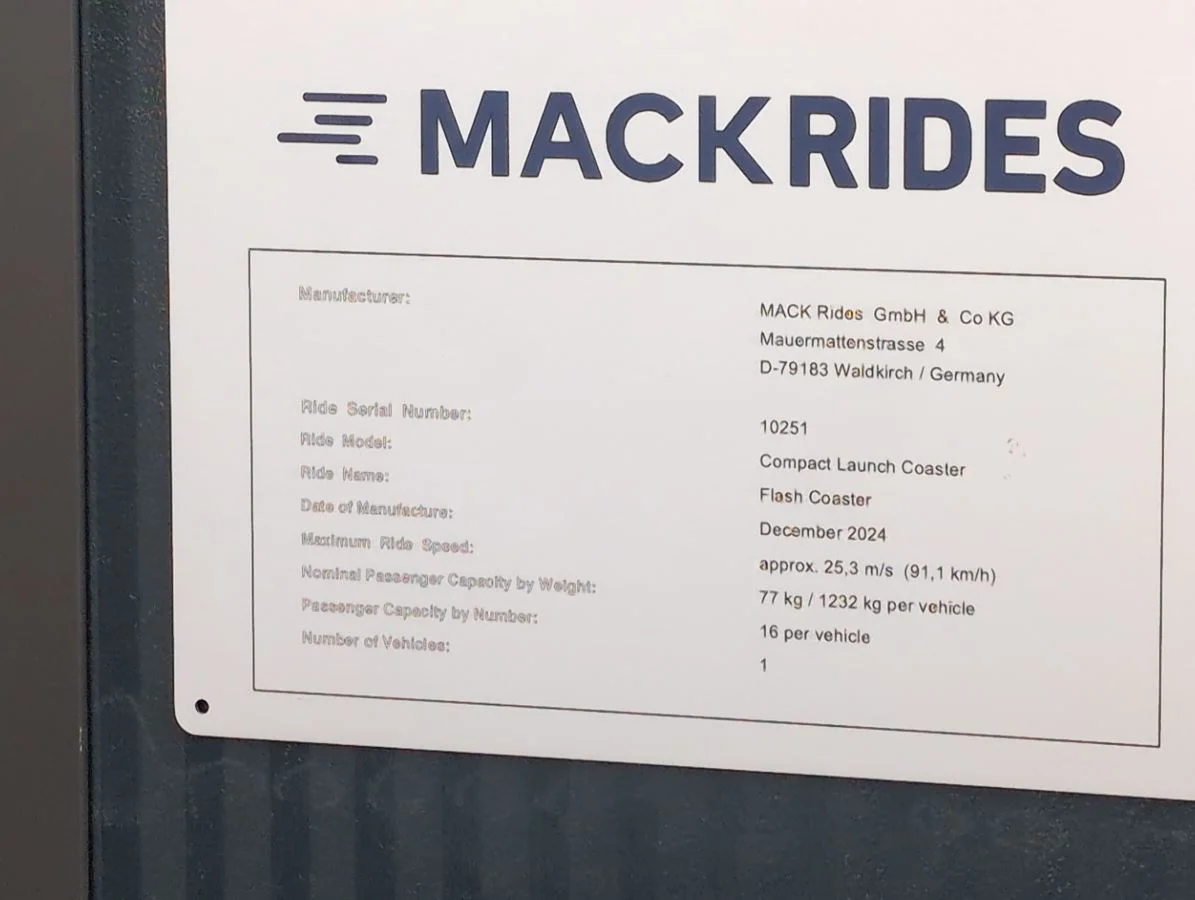 MACK RIDES
Manufacturer:
MACK Rides GmbH & Co KG
Mauermattenstrasse 4
D-79183 Waldkirch / Germany
Ride Serial Number: 10251
Ride Model: Compact Launch Coaster
Ride Name: Flash Coaster
Date of Manufacture: December 2024
Maximum Ride Speed: approx. 25,3 m/s (91,1 km/h)
Nominal Passenger Capacity by Weight: 77 kg / 1232 kg per vehicle
Passenger Capacity by Number: 16 per vehicle
Number of Vehicles: 1